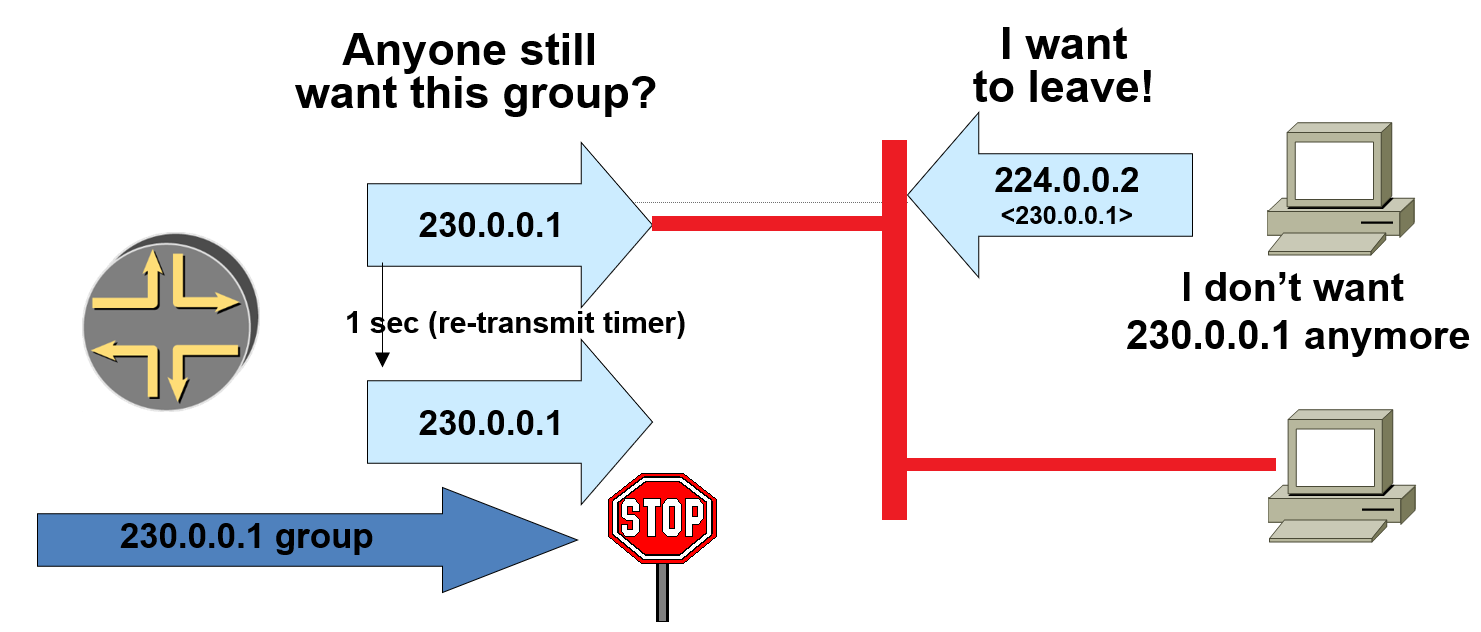 Anyone still
want this group?
I want
to leave!
230.0.0.1
224.0.0.2
<230.0.0.1>
I don’t want
230.0.0.1 anymore
1 sec (re-transmit timer)
230.0.0.1
STOP
230.0.0.1 group